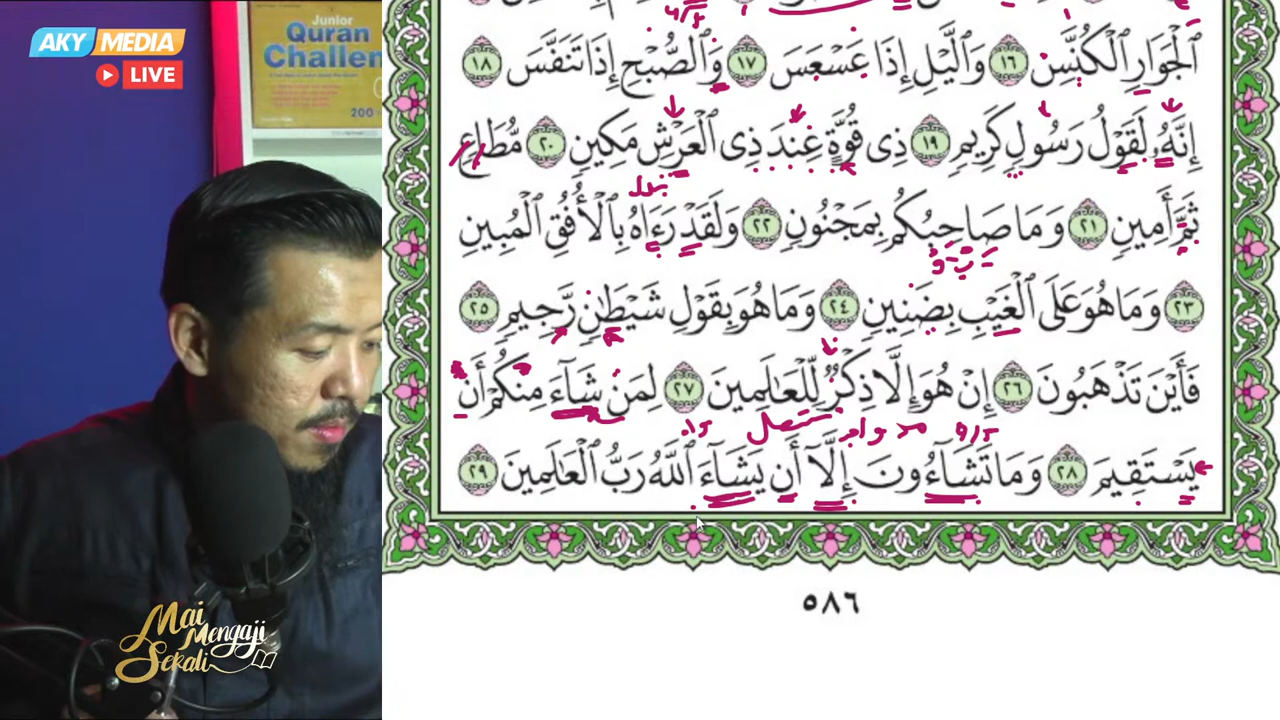 AKY MEDIA
LIVE
Junior
Quran
Challen
200
Mai
Mengaji
Sekali
ٱلْجَوَارِ ٱلْكُنَّسِ ١٦ وَٱلَّيْلِ إِذَا عَسْعَسَ ١٧ وَٱلصُّبْحِ إِذَا تَنَفَّسَ ١٨
إِنَّهُۥ لَقَوْلُ رَسُولٍ كَرِيمٍ ١٩ ذِى قُوَّةٍ عِندَ ذِى ٱلْعَرْشِ مَكِينٍ ٢٠ مُّطَاعٍ
ثَمَّ أَمِينٍ ٢١ وَمَا صَاحِبُكُم بِمَجْنُونٍ ٢٢ وَلَقَدْ رَءَاهُ بِٱلْأُفُقِ ٱلْمُبِينِ
٢٣ وَمَا هُوَ عَلَى ٱلْغَيْبِ بِضَنِينٍ ٢٤ وَمَا هُوَ بِقَوْلِ شَيْطَٰنٍ رَّجِيمٍ ٢٥
فَأَيْنَ تَذْهَبُونَ ٢٦ إِنْ هُوَ إِلَّا ذِكْرٌ لِّلْعَٰلَمِينَ ٢٧ لِمَن شَآءَ مِنكُمْ أَن
يَسْتَقِيمَ ٢٨ وَمَا تَشَآءُونَ إِلَّآ أَن يَشَآءَ ٱللَّهُ رَبُّ ٱلْعَٰلَمِينَ ٢٩
٥٨٦